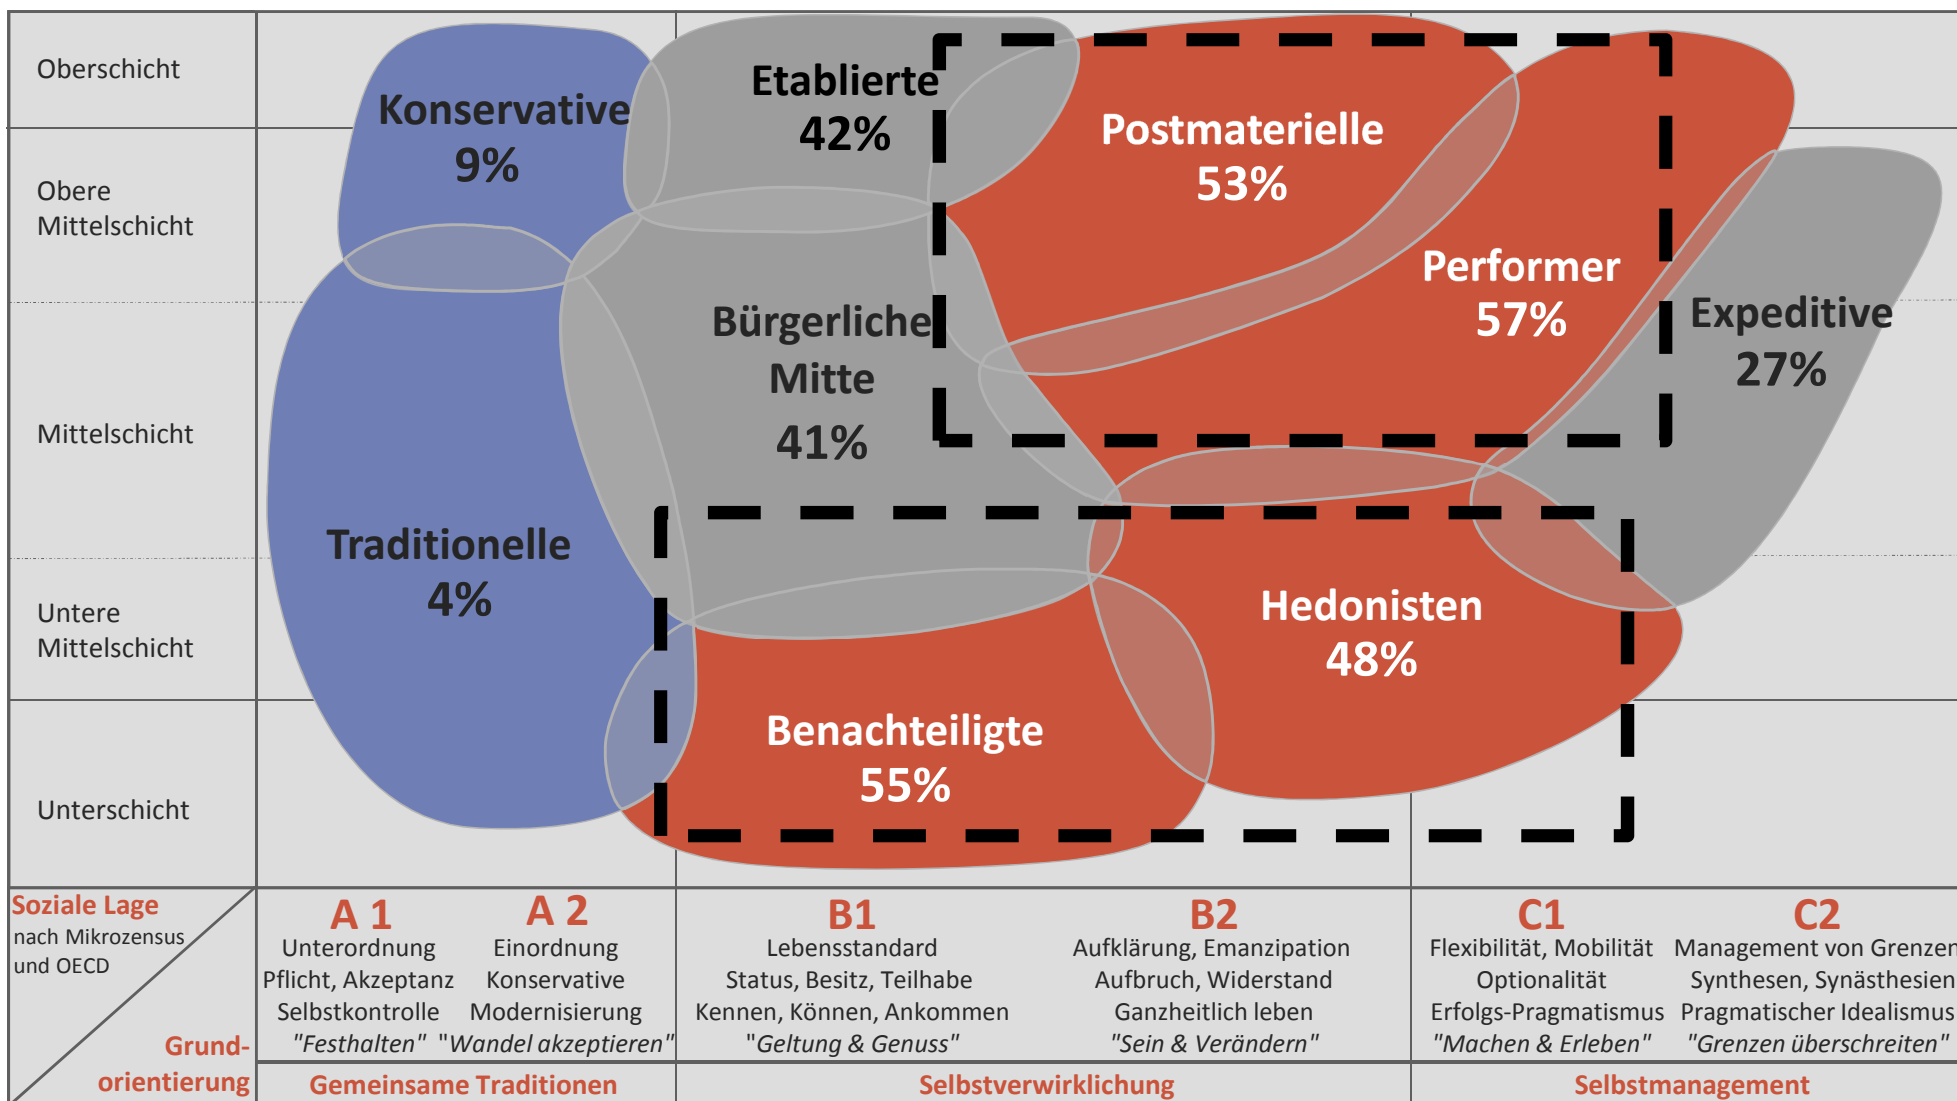 Oberschicht
Obere
Mittelschicht
Mittelschicht
Untere
Mittelschicht
Unterschicht
Konservative
9%
Etablierte
42%
Postmaterielle
53%
Performer
57%
Expeditive
27%
Bürgerliche
Mitte
41%
Traditionelle
4%
Hedonisten
48%
Benachteiligte
55%
Soziale Lage
nach Mikrozensus
und OECD
Grund-
orientierung
A 1
Unterordnung
Pflicht, Akzeptanz
Selbstkontrolle
"Festhalten"
A 2
Einordnung
Konservative
Modernisierung
"Wandel akzeptieren"
B1
Lebensstandard
Status, Besitz, Teilhabe
Kennen, Können, Ankommen
"Geltung & Genuss"
B2
Aufklärung, Emanzipation
Aufbruch, Widerstand
Ganzheitlich leben
"Sein & Verändern"
C1
Flexibilität, Mobilität
Optionalität
Erfolgs-Pragmatismus
"Machen & Erleben"
C2
Management von Grenzen
Synthesen, Synästhesien
Pragmatischer Idealismus
"Grenzen überschreiten"
Gemeinsame Traditionen
Selbstverwirklichung
Selbstmanagement